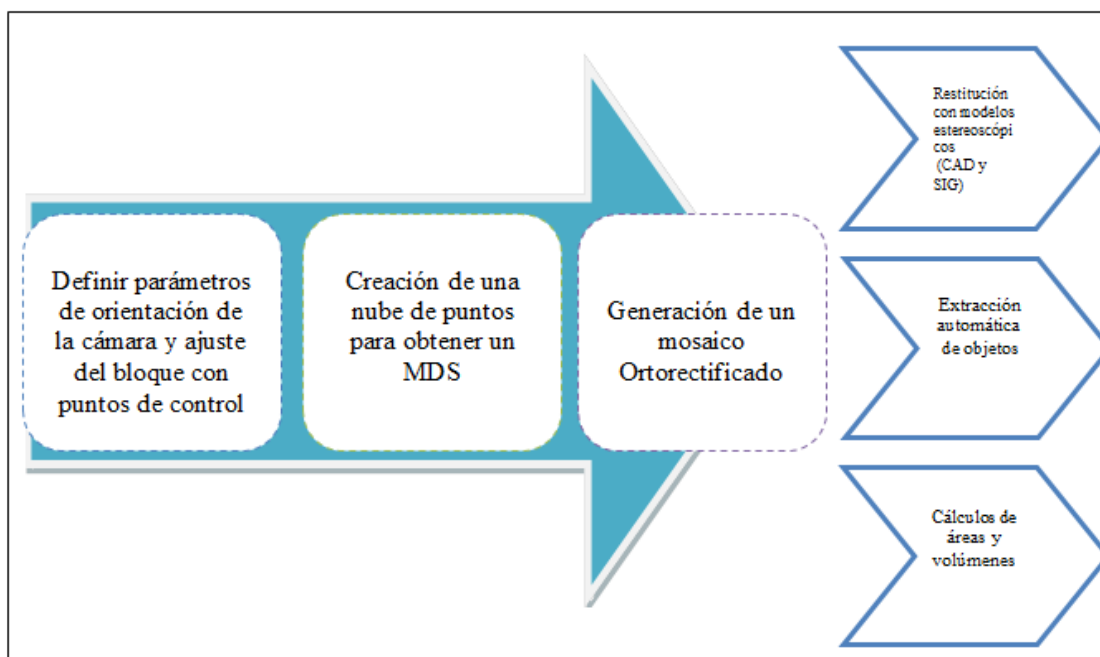 Definir parámetros
de orientación de
la cámara y ajuste
del bloque con
puntos de control
Creación de una
nube de puntos
para obtener un
MDS
Generación de un
mosaico
Ortorectificado
Restitución
con modelos
estereoscópi
cos
(CAD y
SIG)
Extracción
automática
de objetos
Cálculos de
áreas y
volúmenes